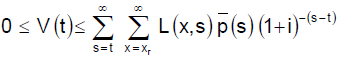 0 ≤ V(t) ≤ ∑_{s=t}^{∞} ∑_{x=x_r}^{∞} L(x,s) p̅(s) (1+i)^{-(s-t)}